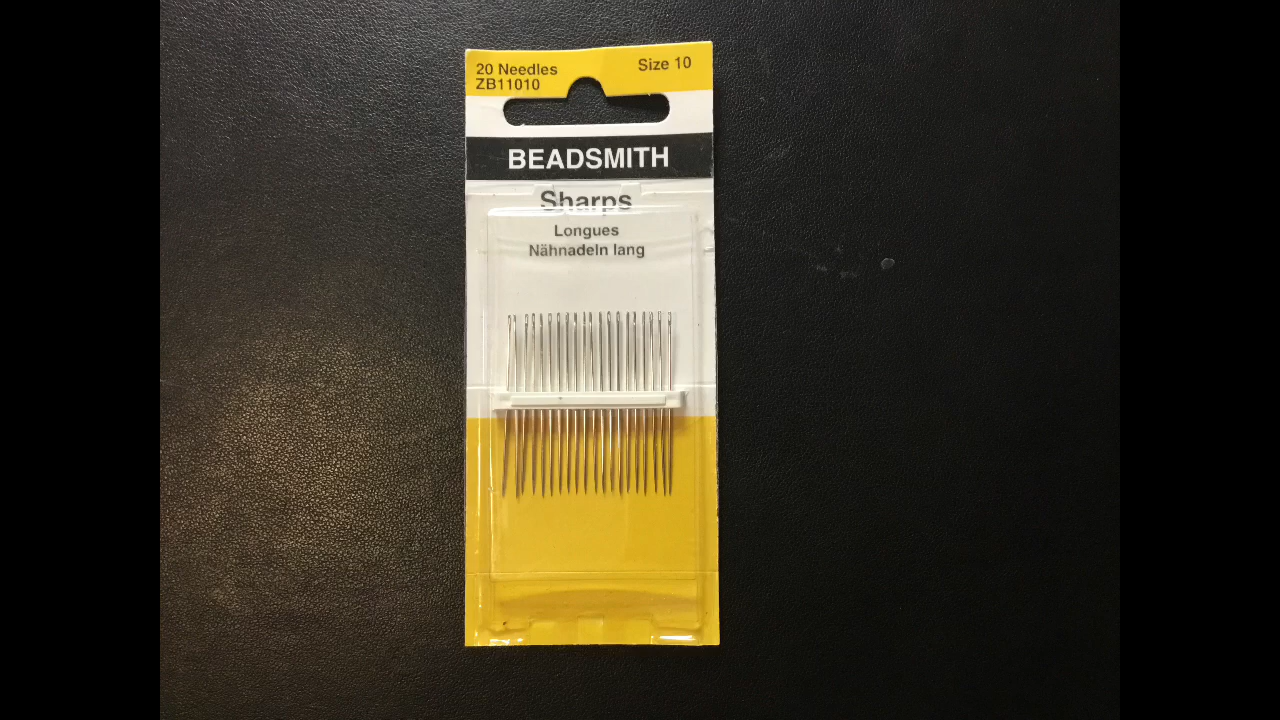 20 Needles
ZB11010
Size 10
BEADSMITH
Sharps
Longues
Nähnadeln lang